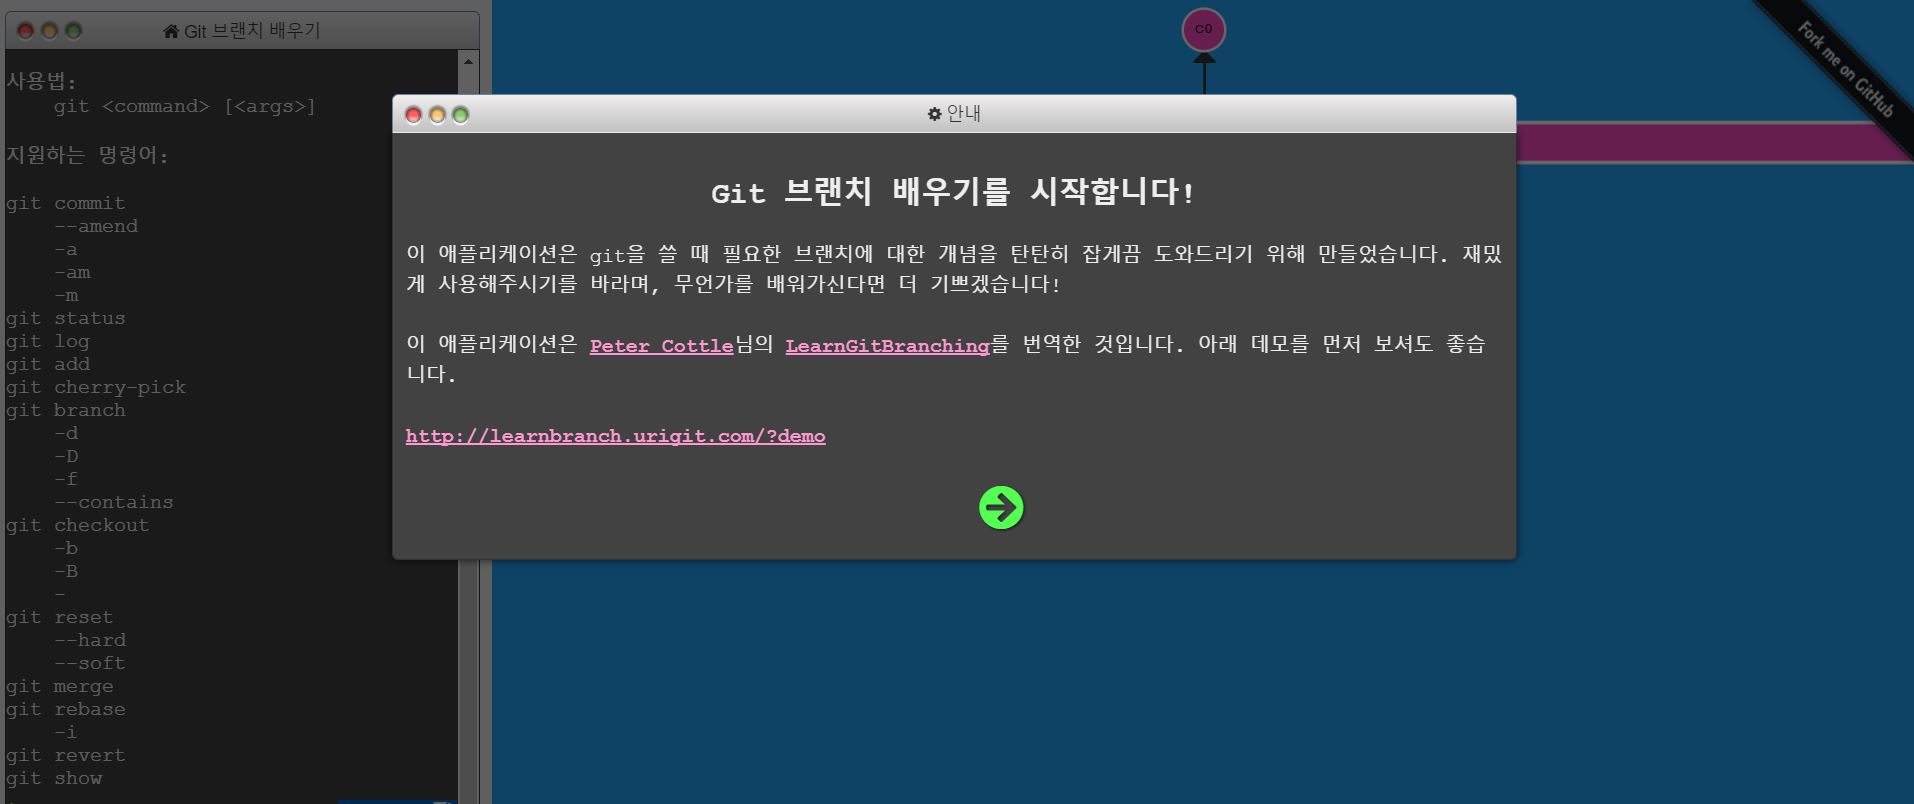 Git 브랜치 배우기
사용법:
git <command> [<args>]
지원하는 명령어:
git commit
--amend
-a
-am
-m
git status
git log
git add
git cherry-pick
git branch
-d
-D
-f
--contains
git checkout
-b
-B
-
git reset
--hard
--soft
git merge
git rebase
-i
git revert
git show
C0
Fork me on GitHub
안내
Git 브랜치 배우기를 시작합니다!
이 애플리케이션은 git을 쓸 때 필요한 브랜치에 대한 개념을 탄탄히 잡게끔 도와드리기 위해 만들었습니다. 재밌
게 사용해주시기를 바라며, 무언가를 배워가신다면 더 기쁘겠습니다!
이 애플리케이션은 Peter Cottle님의 LearnGitBranching를 번역한 것입니다. 아래 데모를 먼저 보셔도 좋습
니다.
http://learnbranch.urigit.com/?demo